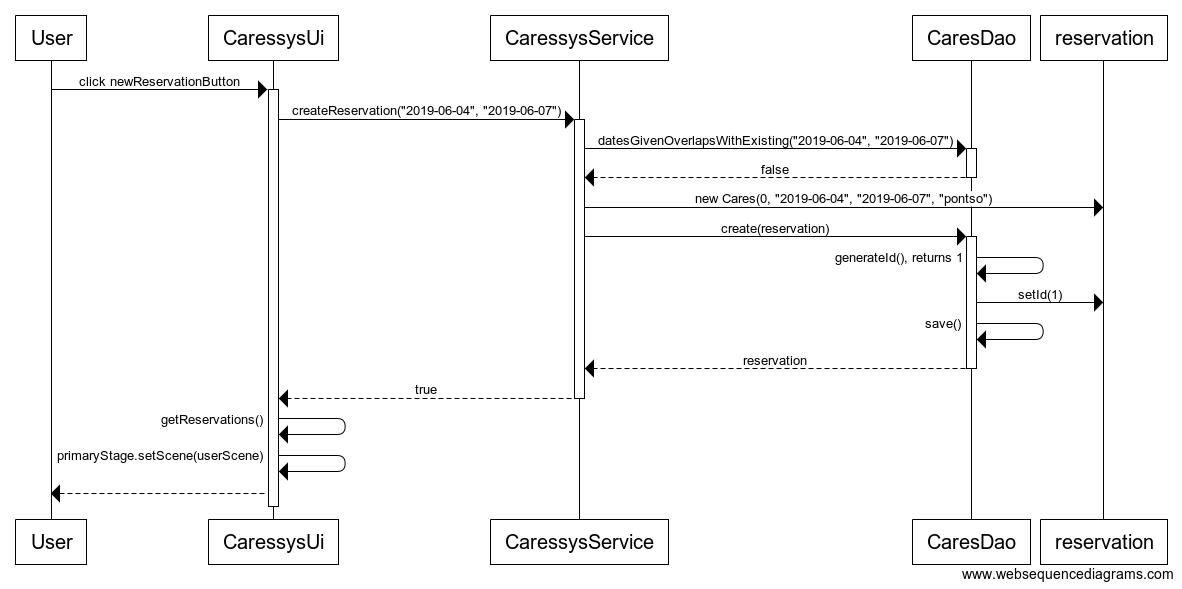 User
CaressysUi
CaressysService
CaresDao
reservation
click newReservationButton
createReservation("2019-06-04", "2019-06-07")
datesGivenOverlapsWithExisting("2019-06-04", "2019-06-07")
false
new Cares(0, "2019-06-04", "2019-06-07", "pontso")
create(reservation)
generateId(), returns 1
setId(1)
save()
reservation
true
getReservations()
primaryStage.setScene(userScene)
User
CaressysUi
CaressysService
CaresDao
reservation
www.websequencediagrams.com